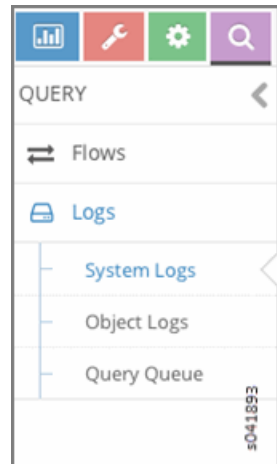 QUERY
Flows
Logs
System Logs
Object Logs
Query Queue
s041893